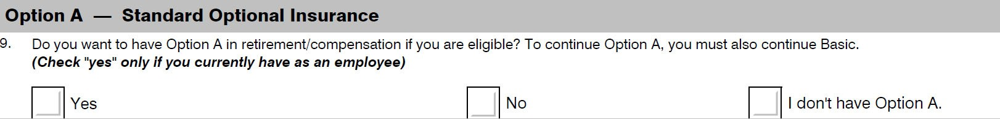 Option A — Standard Optional Insurance
9. Do you want to have Option A in retirement/compensation if you are eligible? To continue Option A, you must also continue Basic.
(Check "yes" only if you currently have as an employee)
Yes No I don't have Option A.